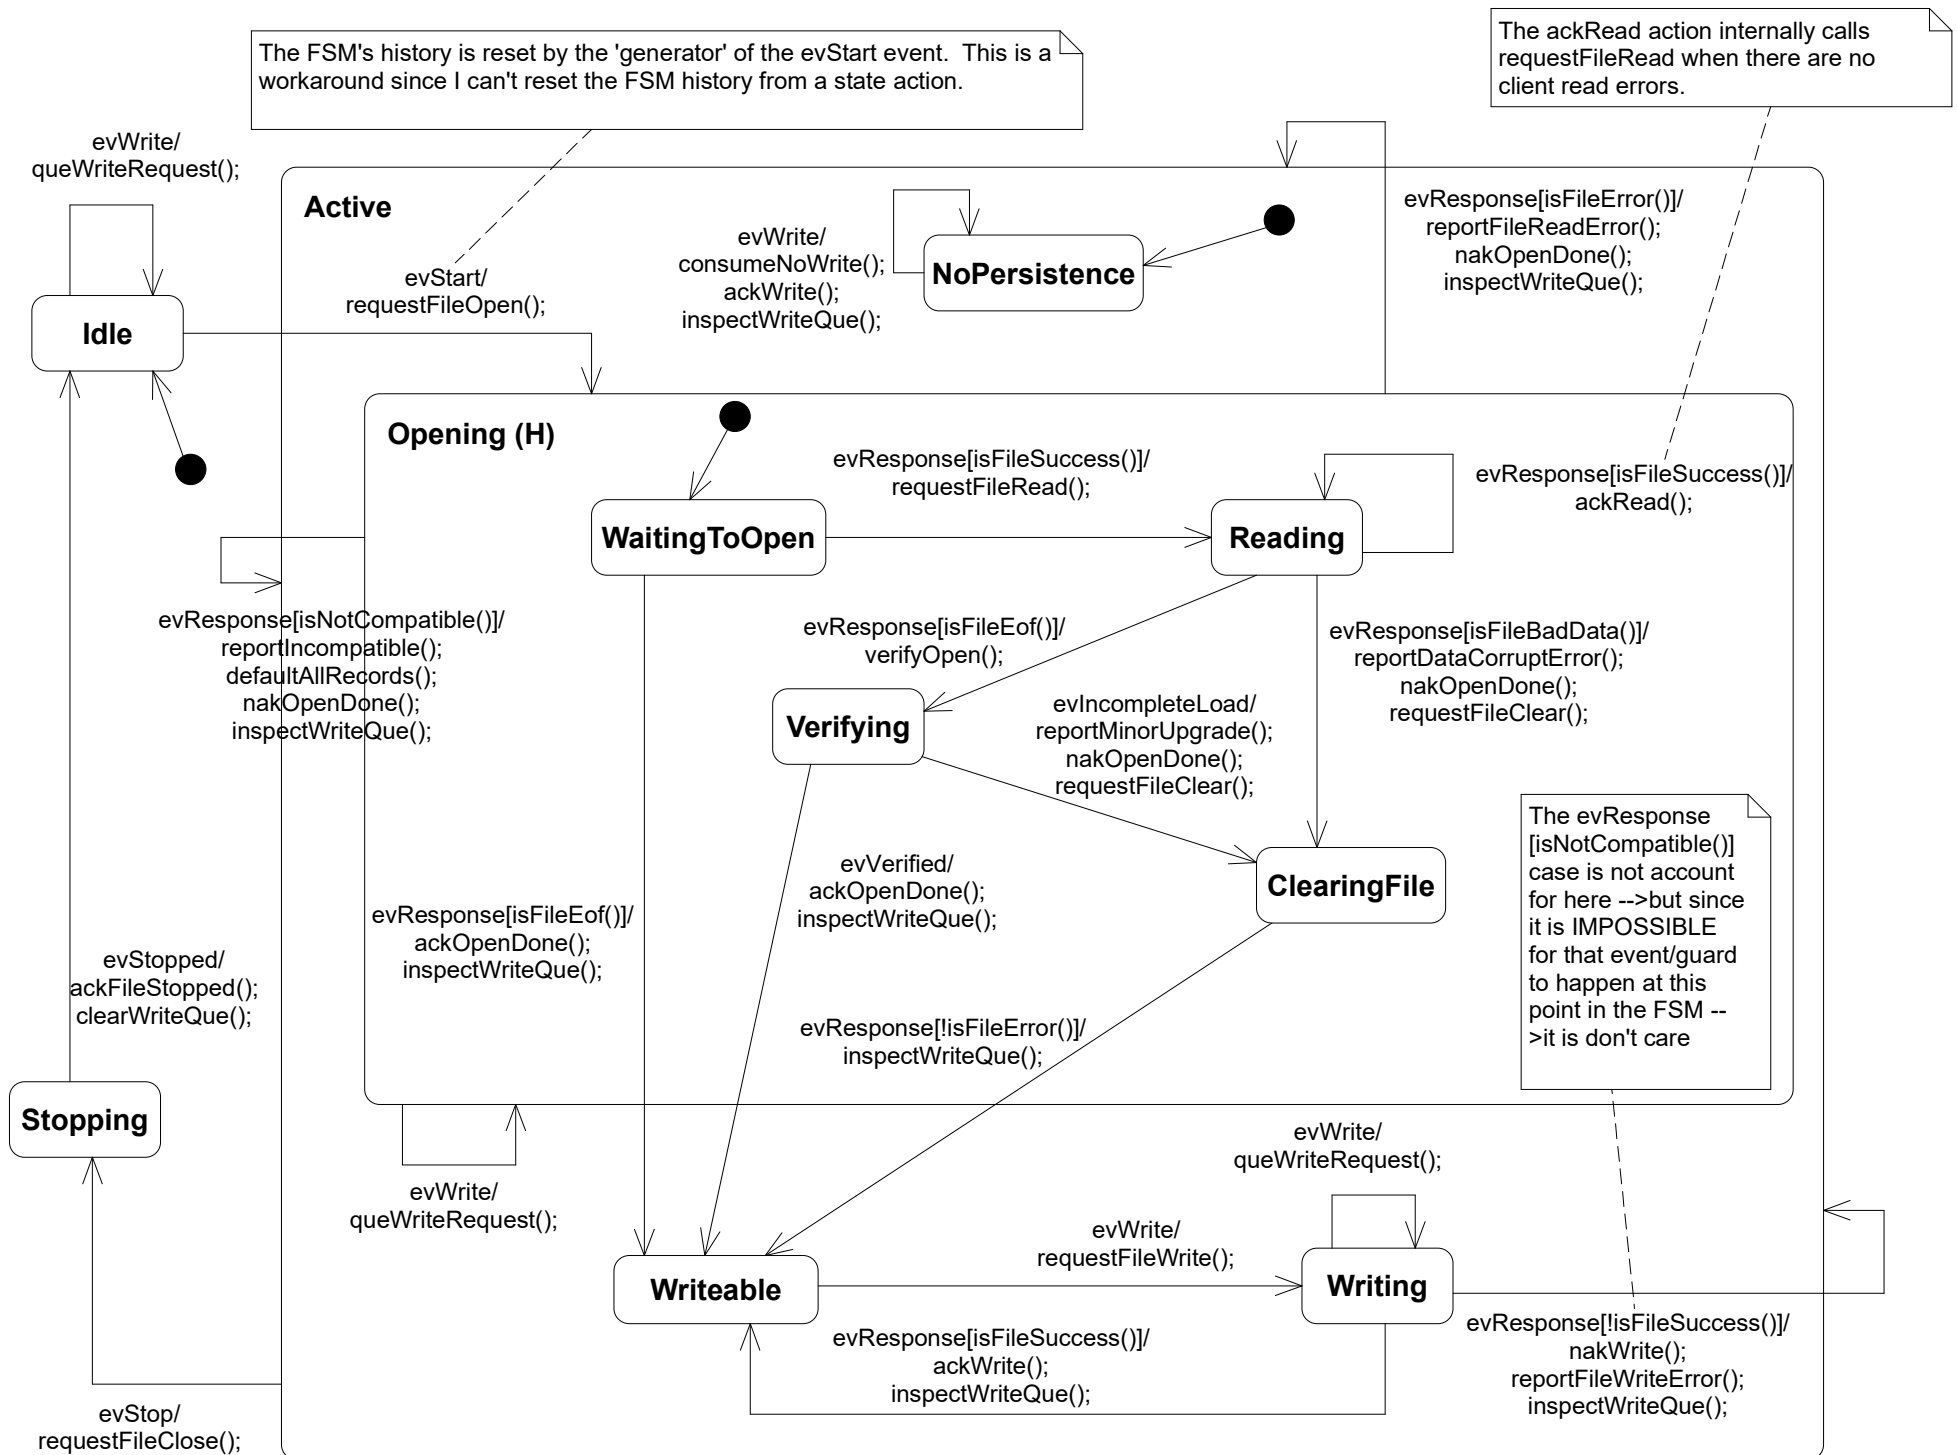 The FSM's history is reset by the 'generator' of the evStart event.  This is a
workaround since I can't reset the FSM history from a state action.
The ackRead action internally calls
requestFileRead when there are no
client read errors.
evWrite/
queWriteRequest();
Active
evStart/
requestFileOpen();
evWrite/
consumeNoWrite();
ackWrite();
inspectWriteQue();
NoPersistence
evResponse[isFileError()]/
reportFileReadError();
nakOpenDone();
inspectWriteQue();
Idle
Opening (H)
evResponse[isFileSuccess()]/
requestFileRead();
evResponse[isFileSuccess()]/
ackRead();
WaitingToOpen
Reading
evResponse[isNotCompatible()]/
reportIncompatible();
defaultAllRecords();
nakOpenDone();
inspectWriteQue();
evResponse[isFileEof()]/
verifyOpen();
evResponse[isFileBadData()]/
reportDataCorruptError();
nakOpenDone();
requestFileClear();
Verifying
evIncompleteLoad/
reportMinorUpgrade();
nakOpenDone();
requestFileClear();
The evResponse
[isNotCompatible()]
case is not account
for here -->but since
it is IMPOSSIBLE
for that event/guard
to happen at this
point in the FSM --
>it is don't care
evVerified/
ackOpenDone();
inspectWriteQue();
ClearingFile
evResponse[isFileEof()]/
ackOpenDone();
inspectWriteQue();
evStopped/
ackFileStopped();
clearWriteQue();
evResponse[!isFileError()]/
inspectWriteQue();
Stopping
evWrite/
queWriteRequest();
evWrite/
queWriteRequest();
evWrite/
requestFileWrite();
Writeable
Writing
evResponse[isFileSuccess()]/
ackWrite();
inspectWriteQue();
evResponse[!isFileSuccess()]/
nakWrite();
reportFileWriteError();
inspectWriteQue();
evStop/
requestFileClose();